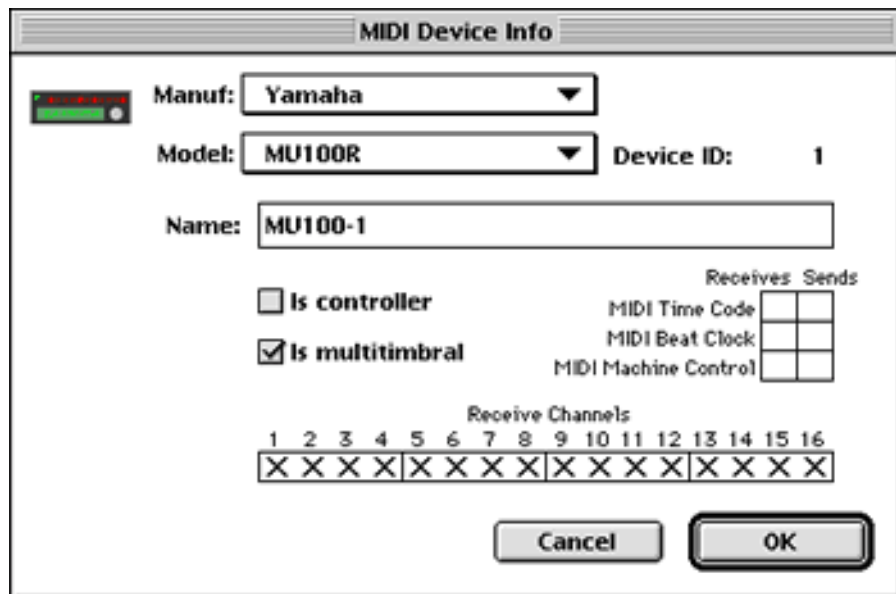 MIDI Device Info
Manuf: Yamaha
Model: MU100R Device ID: 1
Name: MU100-1
Receives Sends
Is controller
MIDI Time Code
MIDI Beat Clock
Is multitimbral
MIDI Machine Control
Receive Channels
1 2 3 4 5 6 7 8 9 10 11 12 13 14 15 16
X X X X X X X X X X X X X X X X
Cancel OK